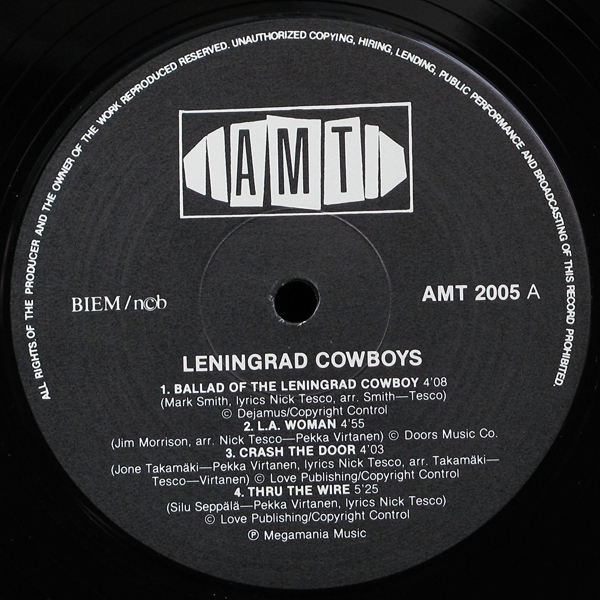 ALL RIGHTS OF THE PRODUCER AND THE OWNER OF THE WORK REPRODUCED RESERVED. UNAUTHORIZED COPYING, HIRING, LENDING, PUBLIC PERFORMANCE AND BROADCASTING OF THIS RECORD PROHIBITED.
AMT
BIEM/n©b
AMT 2005 A
LENINGRAD COWBOYS
1. BALLAD OF THE LENINGRAD COWBOY 4'08
(Mark Smith, lyrics Nick Tesco, arr. Smith—Tesco)
© Dejamus/Copyright Control
2. L.A. WOMAN 4'55
(Jim Morrison, arr. Nick Tesco—Pekka Virtanen) © Doors Music Co.
3. CRASH THE DOOR 4'03
(Jone Takamäki—Pekka Virtanen, lyrics Nick Tesco, arr. Takamäki—
Tesco—Virtanen) © Love Publishing/Copyright Control
4. THRU THE WIRE 5'25
(Silu Seppälä—Pekka Virtanen, lyrics Nick Tesco)
© Love Publishing/Copyright Control
℗ Megamania Music